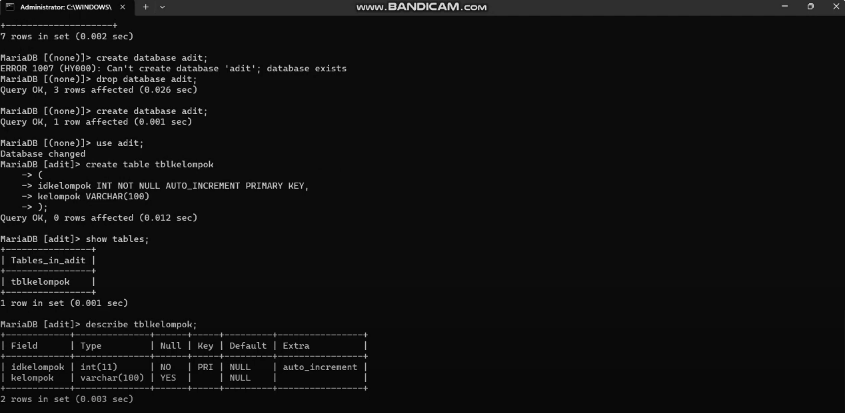 Administrator: C:\WINDOWS\
www.BANDICAM.com
+--------------------+
7 rows in set (0.002 sec)
MariaDB [(none)]> create database adit;
ERROR 1007 (HY000): Can't create database 'adit'; database exists
MariaDB [(none)]> drop database adit;
Query OK, 3 rows affected (0.026 sec)
MariaDB [(none)]> create database adit;
Query OK, 1 row affected (0.001 sec)
MariaDB [(none)]> use adit;
Database changed
MariaDB [adit]> create table tblkelompok
    -> (
    -> idkelompok INT NOT NULL AUTO_INCREMENT PRIMARY KEY,
    -> kelompok VARCHAR(100)
    -> );
Query OK, 0 rows affected (0.012 sec)
MariaDB [adit]> show tables;
+----------------+
| Tables_in_adit |
+----------------+
| tblkelompok    |
+----------------+
1 row in set (0.001 sec)
MariaDB [adit]> describe tblkelompok;
+------------+--------------+------+-----+---------+----------------+
| Field      | Type         | Null | Key | Default | Extra          |
+------------+--------------+------+-----+---------+----------------+
| idkelompok | int(11)      | NO   | PRI | NULL    | auto_increment |
| kelompok   | varchar(100) | YES  |     | NULL    |                |
+------------+--------------+------+-----+---------+----------------+
2 rows in set (0.003 sec)